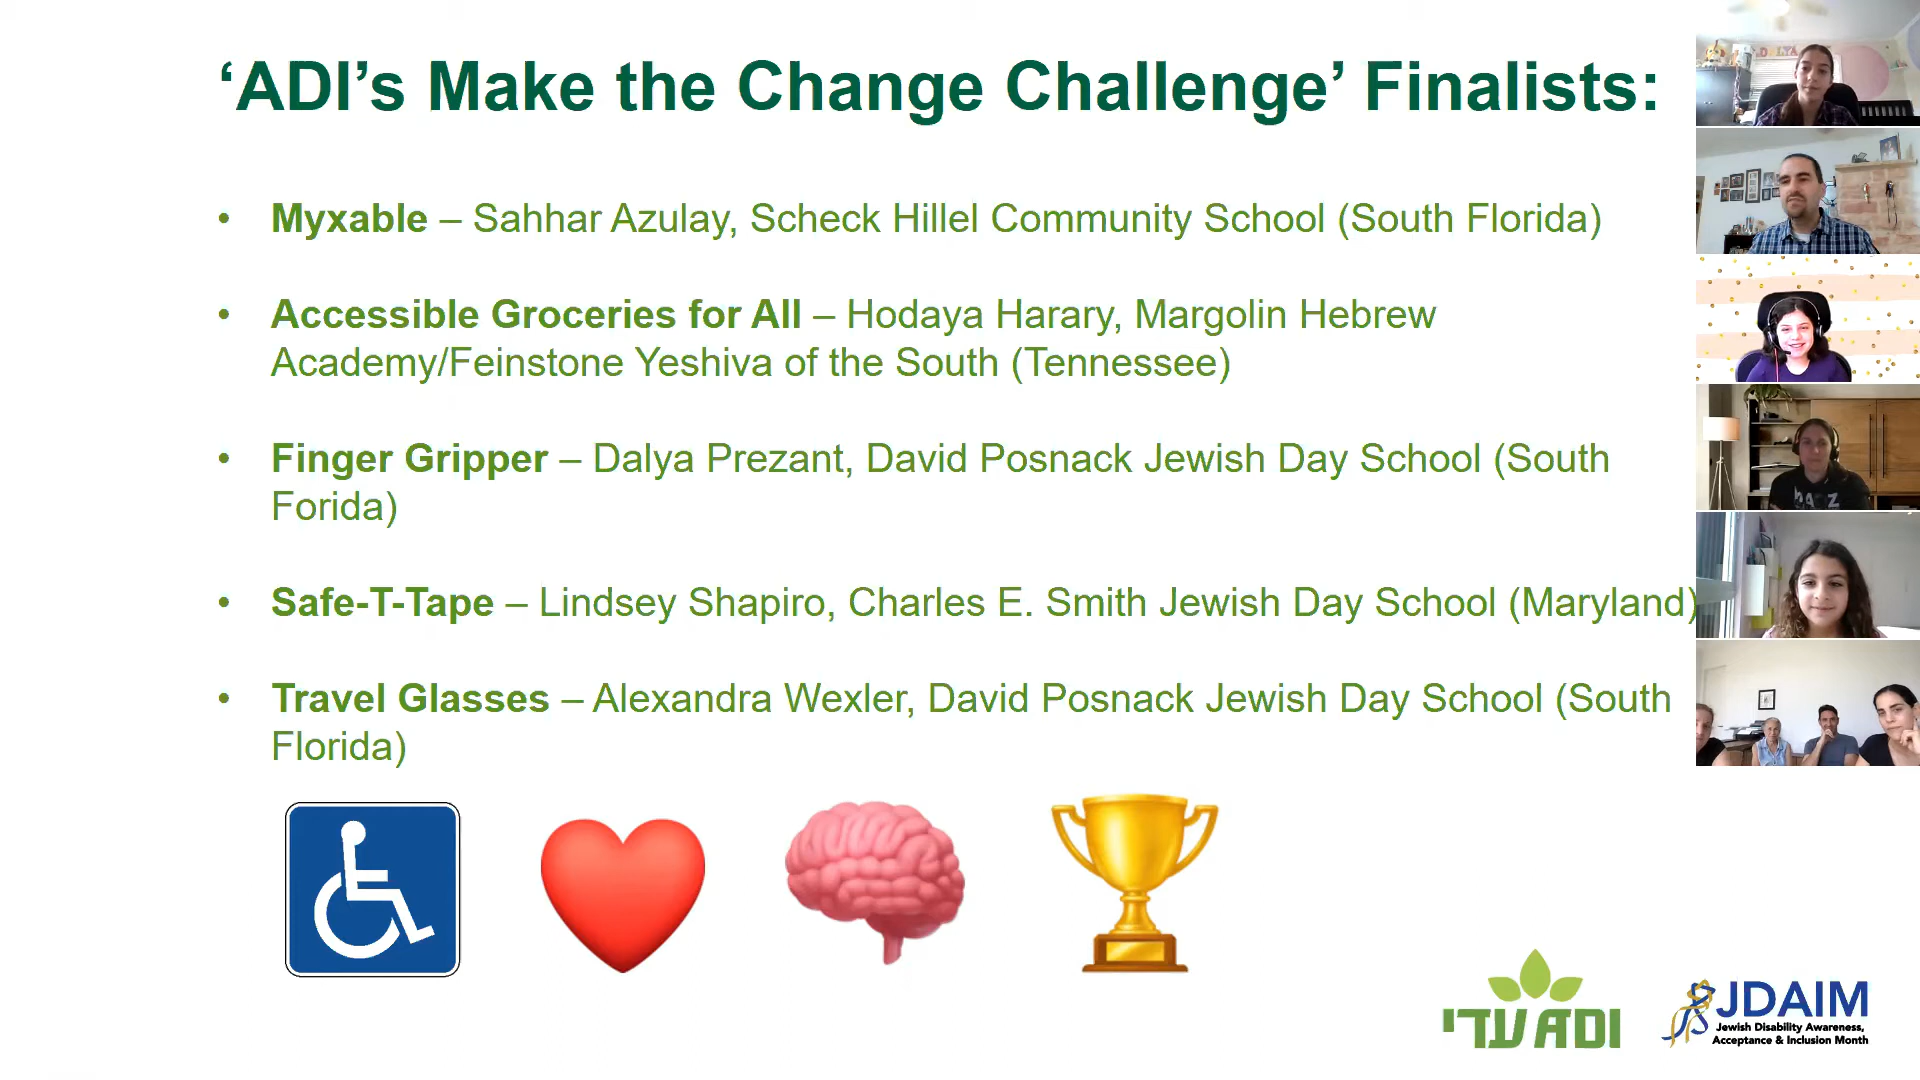 ‘ADI’s Make the Change Challenge’ Finalists:
• Myxable – Sahhar Azulay, Scheck Hillel Community School (South Florida)
• Accessible Groceries for All – Hodaya Harary, Margolin Hebrew
Academy/Feinstone Yeshiva of the South (Tennessee)
• Finger Gripper – Dalya Prezant, David Posnack Jewish Day School (South
Forida)
• Safe-T-Tape – Lindsey Shapiro, Charles E. Smith Jewish Day School (Maryland)
• Travel Glasses – Alexandra Wexler, David Posnack Jewish Day School (South
Florida)
עדי ADI
JDAIM
Jewish Disability Awareness,
Acceptance & Inclusion Month